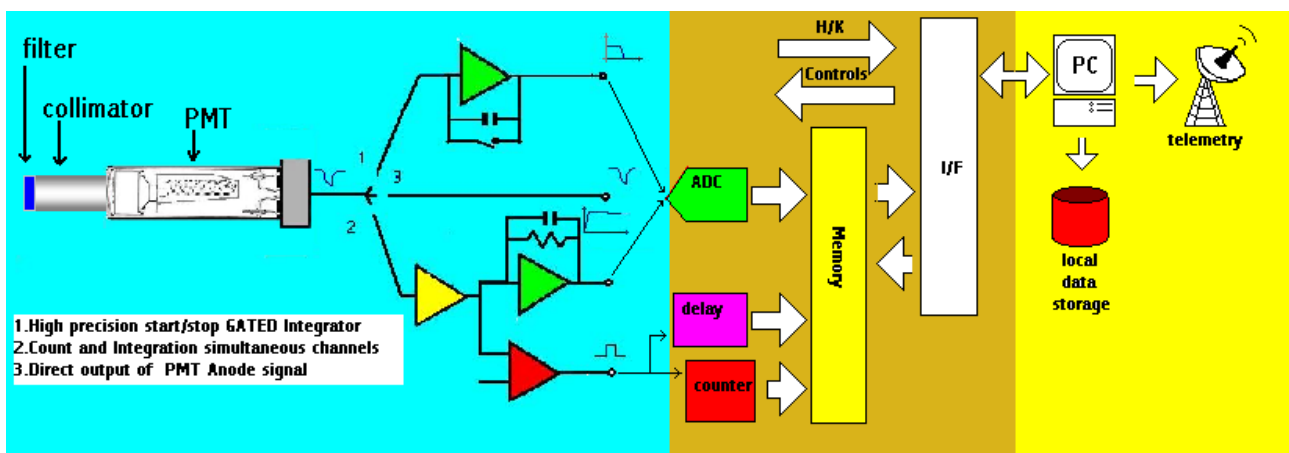 filter
collimator
PMT
1
3
2
1.High precision start/stop GATED Integrator
2.Count and Integration simultaneous channels
3.Direct output of PMT Anode signal
H/K
Controls
ADC
Memory
delay
counter
I/F
PC
telemetry
local
data
storage